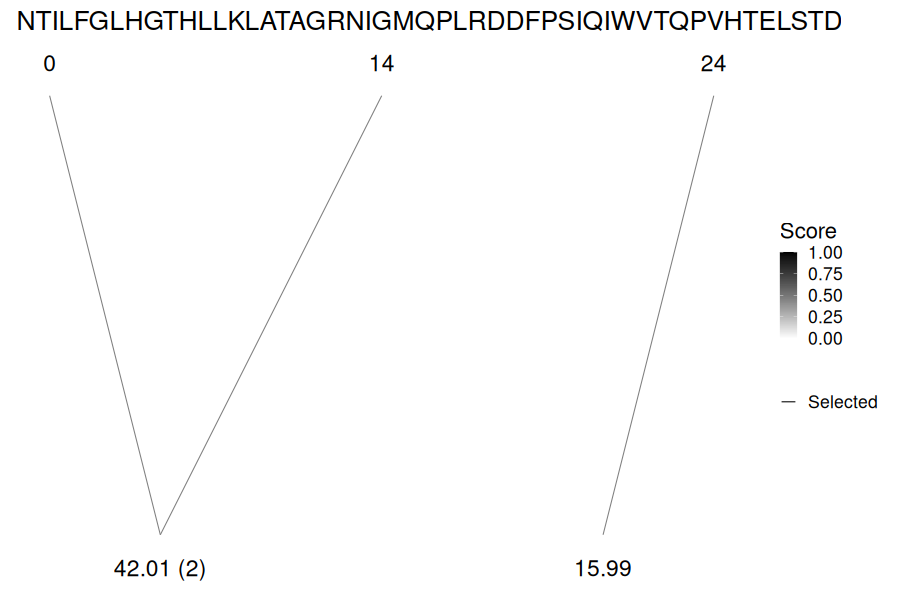 NTILFGLHGTHLLKLATAGRNIGMQPLRDDFPSIQIWVTQPVHTELSTD
0 14 24
Score
1.00
0.75
0.50
0.25
0.00
Selected
42.01 (2) 15.99